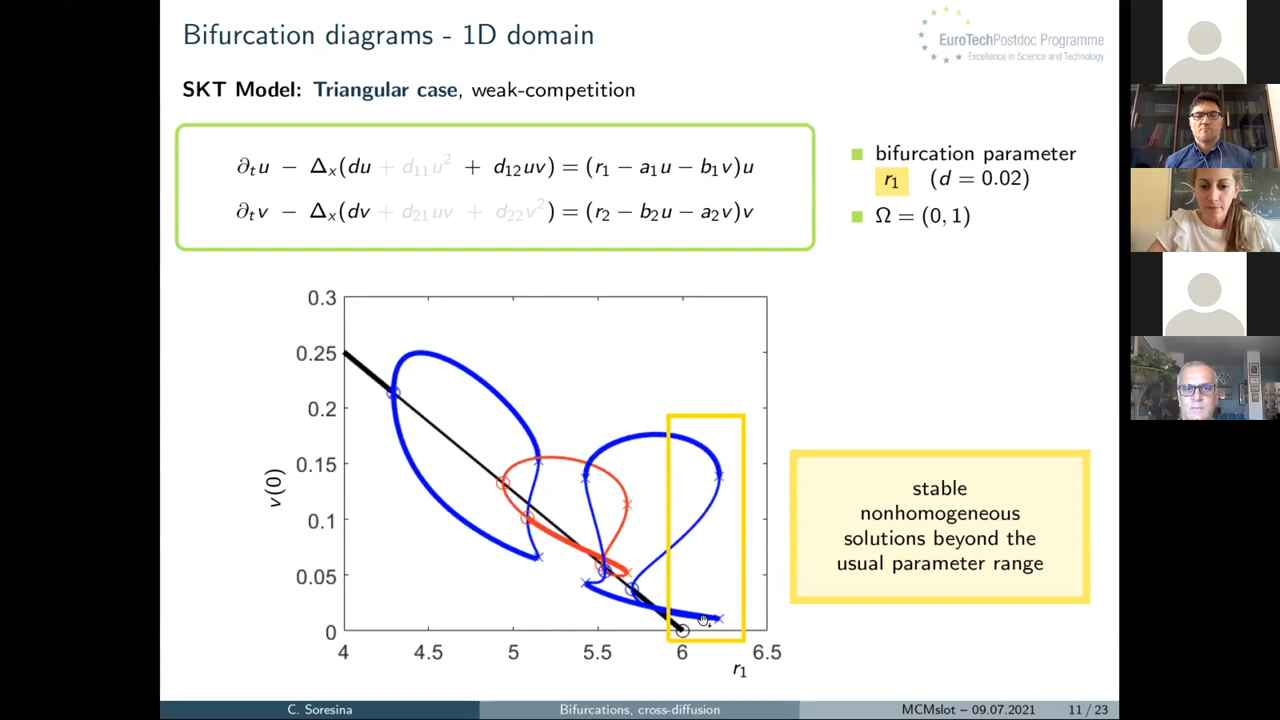 Bifurcation diagrams - 1D domain
EuroTechPostdoc Programme
Excellence in Science and Technology
SKT Model: Triangular case, weak-competition
∂ₜu − Δₓ(du + d₁₁u² + d₁₂uv) = (r₁ − a₁u − b₁v)u
∂ₜv − Δₓ(dv + d₂₁uv + d₂₂v²) = (r₂ − b₂u − a₂v)v
bifurcation parameter
r₁ (d = 0.02)
Ω = (0, 1)
0.3
0.25
0.2
0.15
0.1
0.05
0
v(0)
4 4.5 5 5.5 6 6.5
r₁
stable
nonhomogeneous
solutions beyond the
usual parameter range
C. Soresina
Bifurcations, cross-diffusion
MCMslot – 09.07.2021 11 / 23